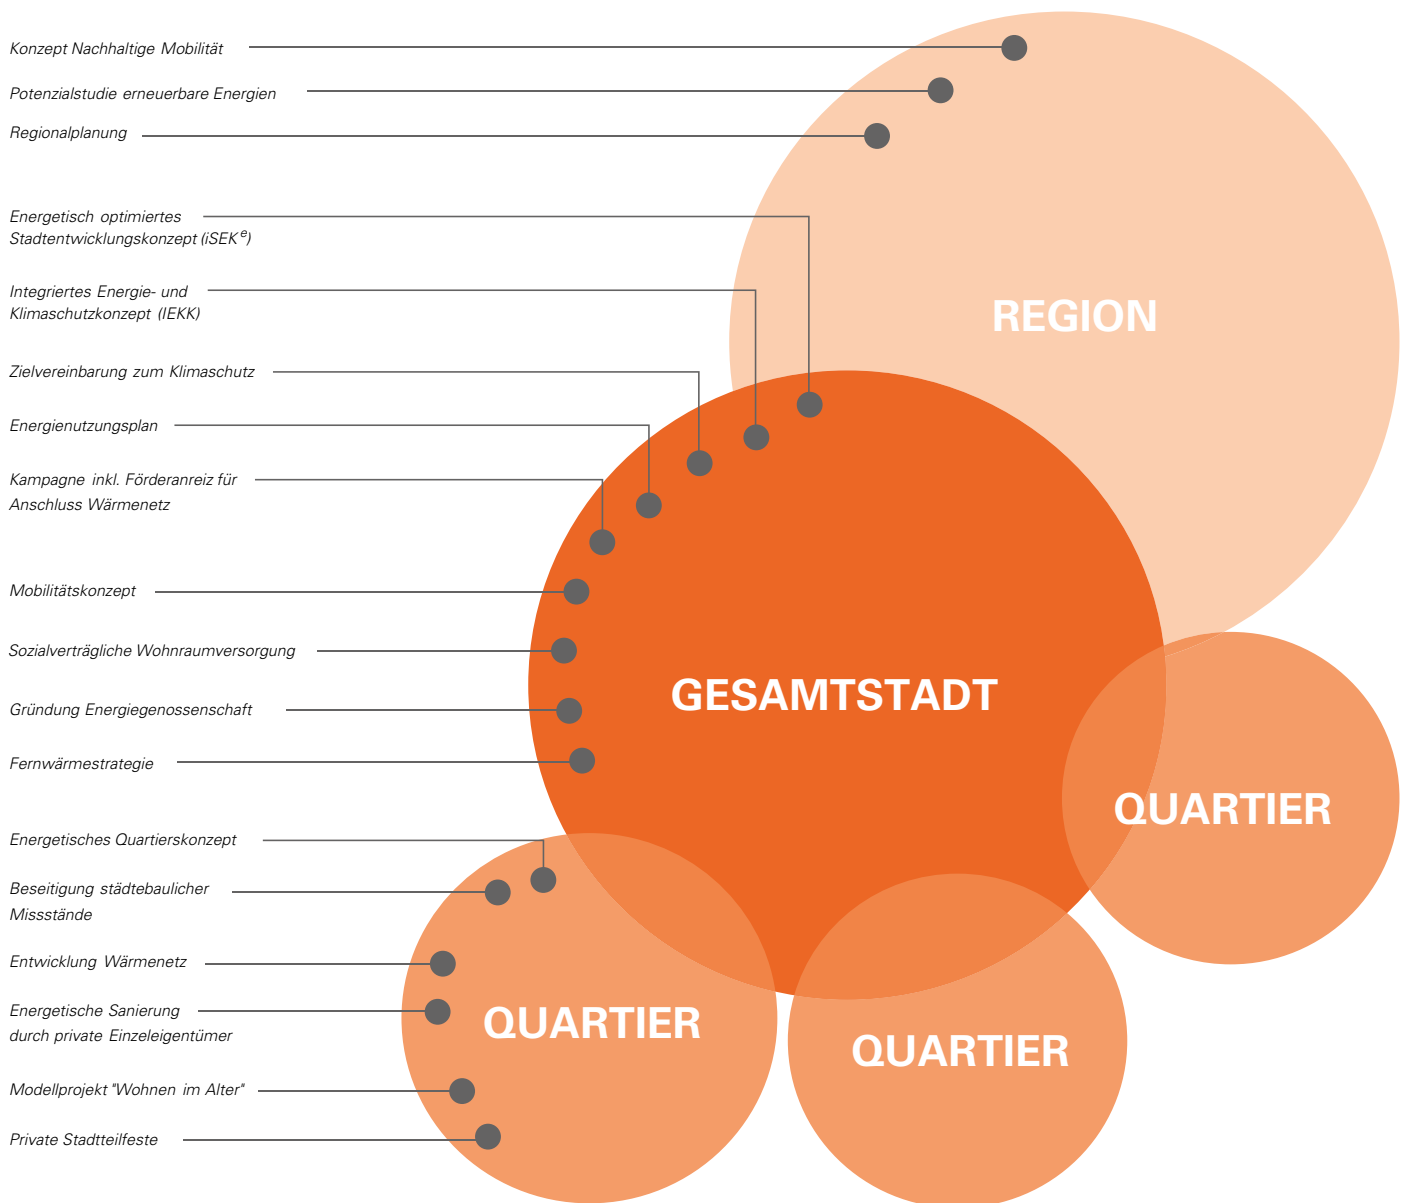 Konzept Nachhaltige Mobilität
Potenzialstudie erneuerbare Energien
Regionalplanung
Energetisch optimiertes
Stadtentwicklungskonzept (iSEK e)
Integriertes Energie- und
Klimaschutzkonzept (IEKK)
Zielvereinbarung zum Klimaschutz
Energienutzungsplan
Kampagne inkl. Förderanreiz für
Anschluss Wärmenetz
Mobilitätskonzept
Sozialverträgliche Wohnraumversorgung
Gründung Energiegenossenschaft
Fernwärmestrategie
Energetisches Quartierskonzept
Beseitigung städtebaulicher
Missstände
Entwicklung Wärmenetz
Energetische Sanierung
durch private Einzeleigentümer
Modellprojekt "Wohnen im Alter"
Private Stadtteilfeste
REGION
GESAMTSTADT
QUARTIER
QUARTIER
QUARTIER